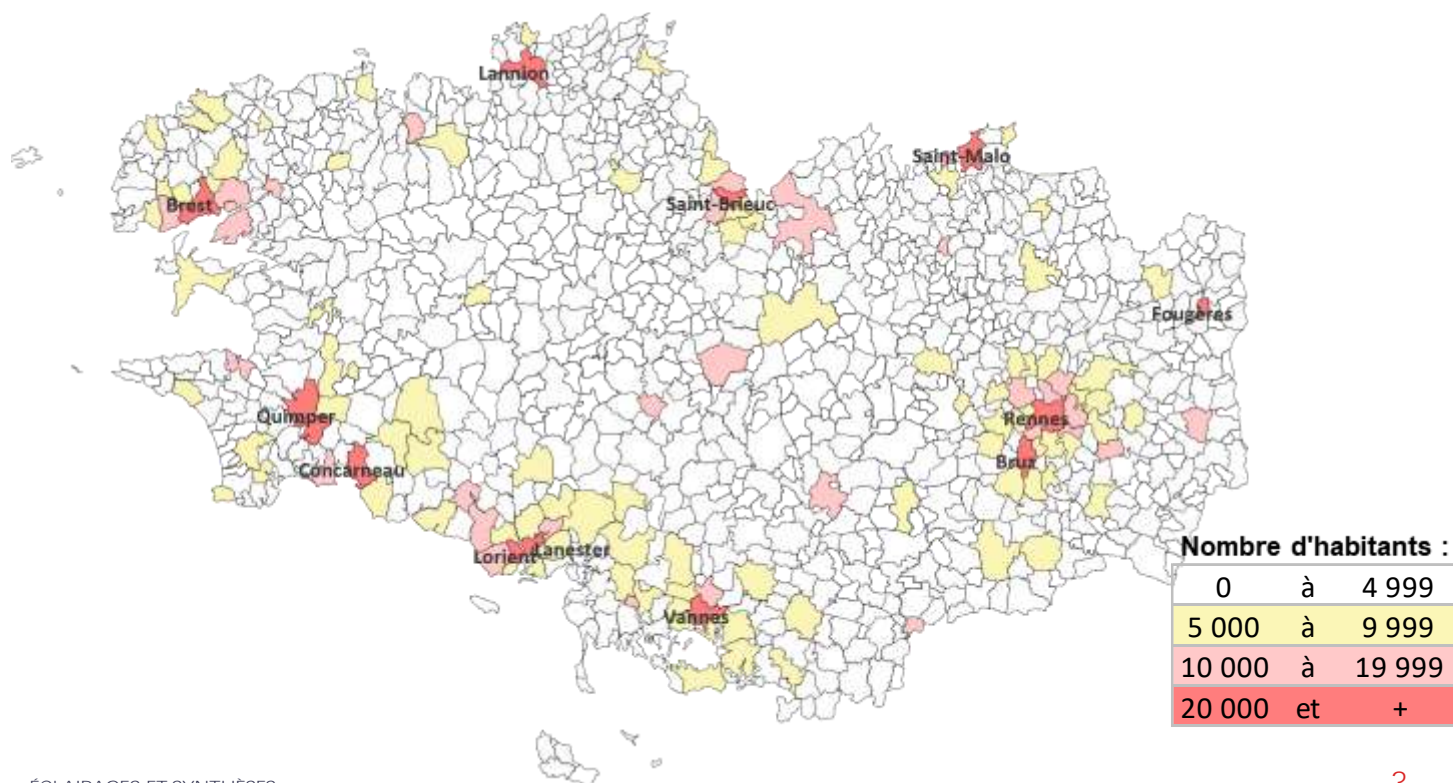 Lannion
Saint-Malo
Brest
Saint-Brieuc
Fougères
Quimper
Rennes
Concarneau
Bruz
Lorient
Lanester
Vannes
Nombre d'habitants :
0 à 4 999
5 000 à 9 999
10 000 à 19 999
20 000 et +